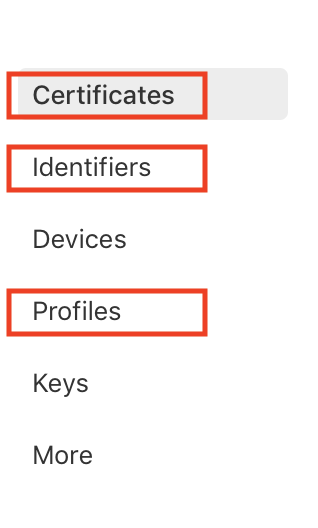 Certificates
Identifiers
Devices
Profiles
Keys
More